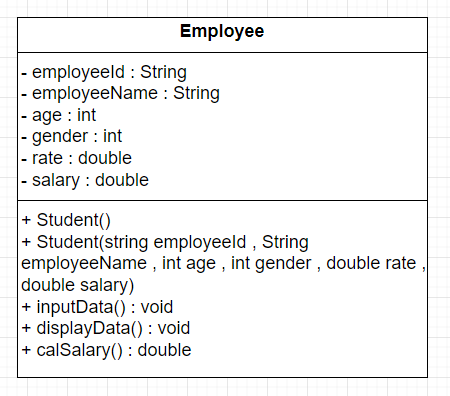 Employee
- employeeId : String
- employeeName : String
- age : int
- gender : int
- rate : double
- salary : double
+ Student()
+ Student(string employeeId , String
employeeName , int age , int gender , double rate ,
double salary)
+ inputData() : void
+ displayData() : void
+ calSalary() : double